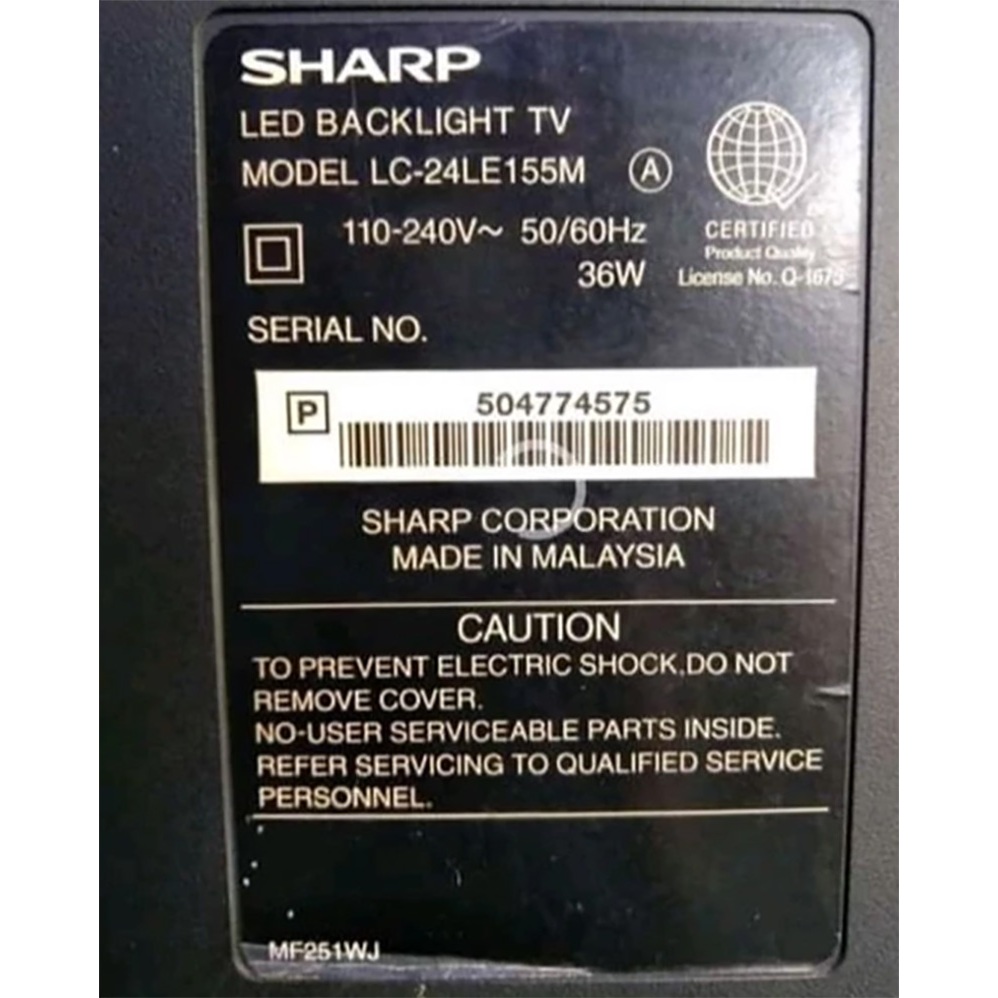 SHARP
LED BACKLIGHT TV
MODEL LC-24LE155M Ⓐ
110-240V~ 50/60Hz
36W
CERTIFIED
Product Quality
License No. Q-1675
SERIAL NO.
P 504774575
SHARP CORPORATION
MADE IN MALAYSIA
CAUTION
TO PREVENT ELECTRIC SHOCK,DO NOT
REMOVE COVER.
NO-USER SERVICEABLE PARTS INSIDE.
REFER SERVICING TO QUALIFIED SERVICE
PERSONNEL.
MF251WJ